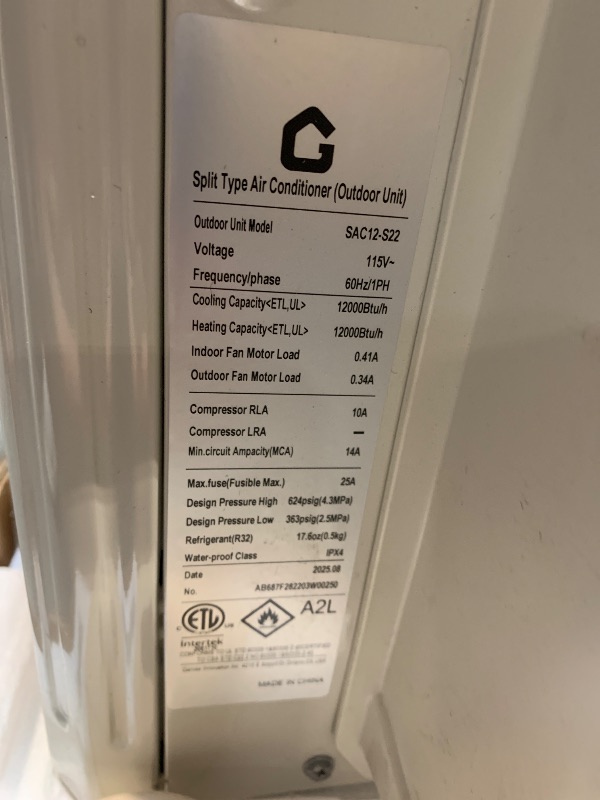 G
Split Type Air Conditioner (Outdoor Unit)
Outdoor Unit Model SAC12-S22
Voltage 115V~
Frequency/phase 60Hz/1PH
Cooling Capacity<ETL,UL> 12000Btu/h
Heating Capacity<ETL,UL> 12000Btu/h
Indoor Fan Motor Load 0.41A
Outdoor Fan Motor Load 0.34A
Compressor RLA 10A
Compressor LRA —
Min.circuit Ampacity(MCA) 14A
Max.fuse(Fusible Max.) 25A
Design Pressure High 624psig(4.3MPa)
Design Pressure Low 363psig(2.5MPa)
Refrigerant(R32) 17.6oz(0.5kg)
Water-proof Class IPX4
Date 2025.08
No. AB687F282203W00250
C ETL US A2L
Intertek
MADE IN CHINA